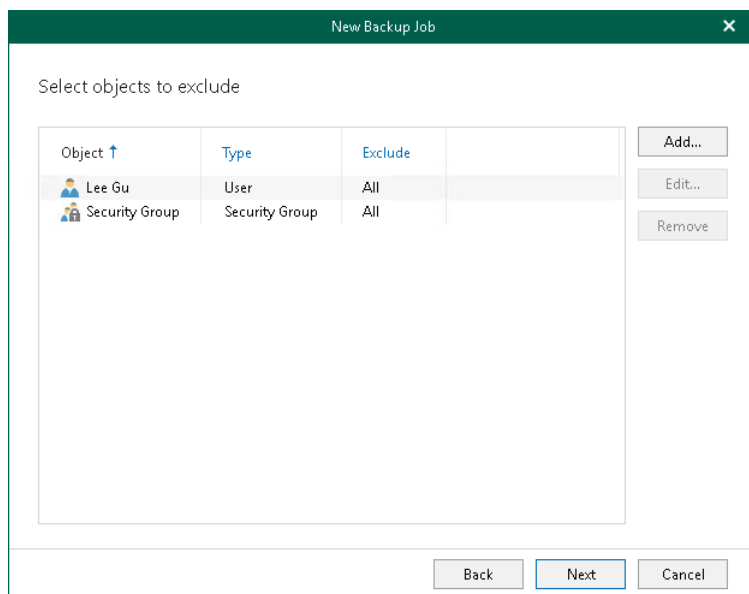 New Backup Job
Select objects to exclude
Object Type Exclude
Lee Gu User All
Security Group Security Group All
Add...
Edit...
Remove
Back Next Cancel